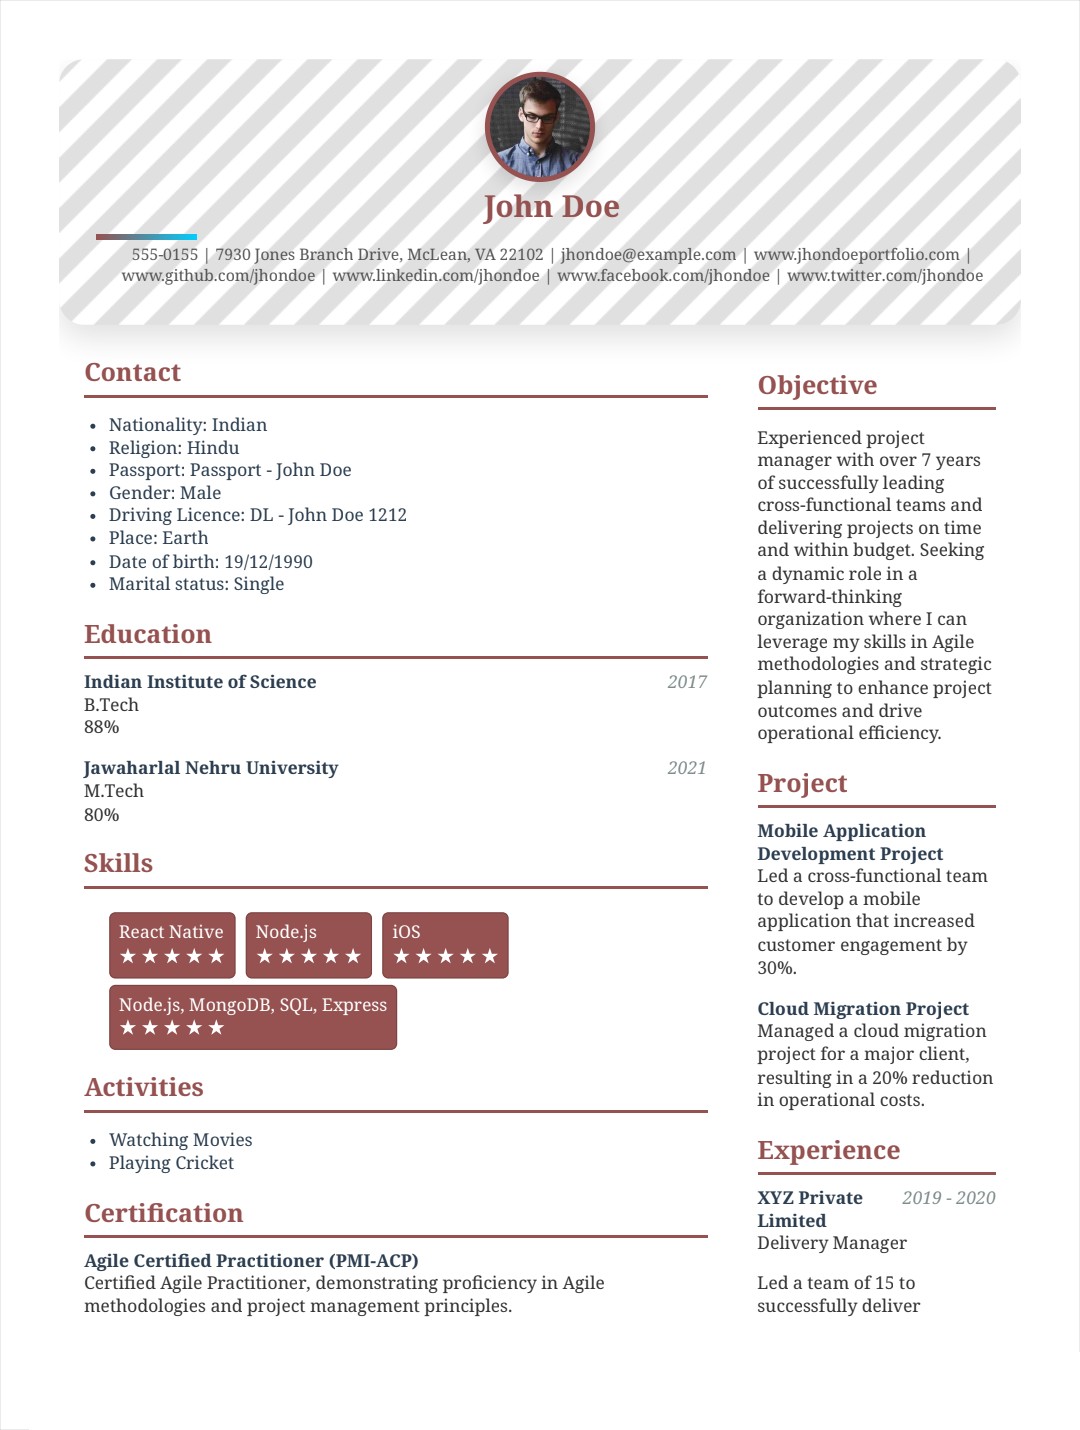 John Doe
555-0155 | 7930 Jones Branch Drive, McLean, VA 22102 | jhondoe@example.com | www.jhondoeportfolio.com |
www.github.com/jhondoe | www.linkedin.com/jhondoe | www.facebook.com/jhondoe | www.twitter.com/jhondoe
Contact
• Nationality: Indian
• Religion: Hindu
• Passport: Passport - John Doe
• Gender: Male
• Driving Licence: DL - John Doe 1212
• Place: Earth
• Date of birth: 19/12/1990
• Marital status: Single
Education
Indian Institute of Science 2017
B.Tech
88%
Jawaharlal Nehru University 2021
M.Tech
80%
Skills
React Native Node.js iOS
★★★★★ ★★★★★ ★★★★★
Node.js, MongoDB, SQL, Express
★★★★★
Activities
• Watching Movies
• Playing Cricket
Certification
Agile Certified Practitioner (PMI-ACP)
Certified Agile Practitioner, demonstrating proficiency in Agile
methodologies and project management principles.
Objective
Experienced project
manager with over 7 years
of successfully leading
cross-functional teams and
delivering projects on time
and within budget. Seeking
a dynamic role in a
forward-thinking
organization where I can
leverage my skills in Agile
methodologies and strategic
planning to enhance project
outcomes and drive
operational efficiency.
Project
Mobile Application
Development Project
Led a cross-functional team
to develop a mobile
application that increased
customer engagement by
30%.
Cloud Migration Project
Managed a cloud migration
project for a major client,
resulting in a 20% reduction
in operational costs.
Experience
XYZ Private 2019 - 2020
Limited
Delivery Manager
Led a team of 15 to
successfully deliver